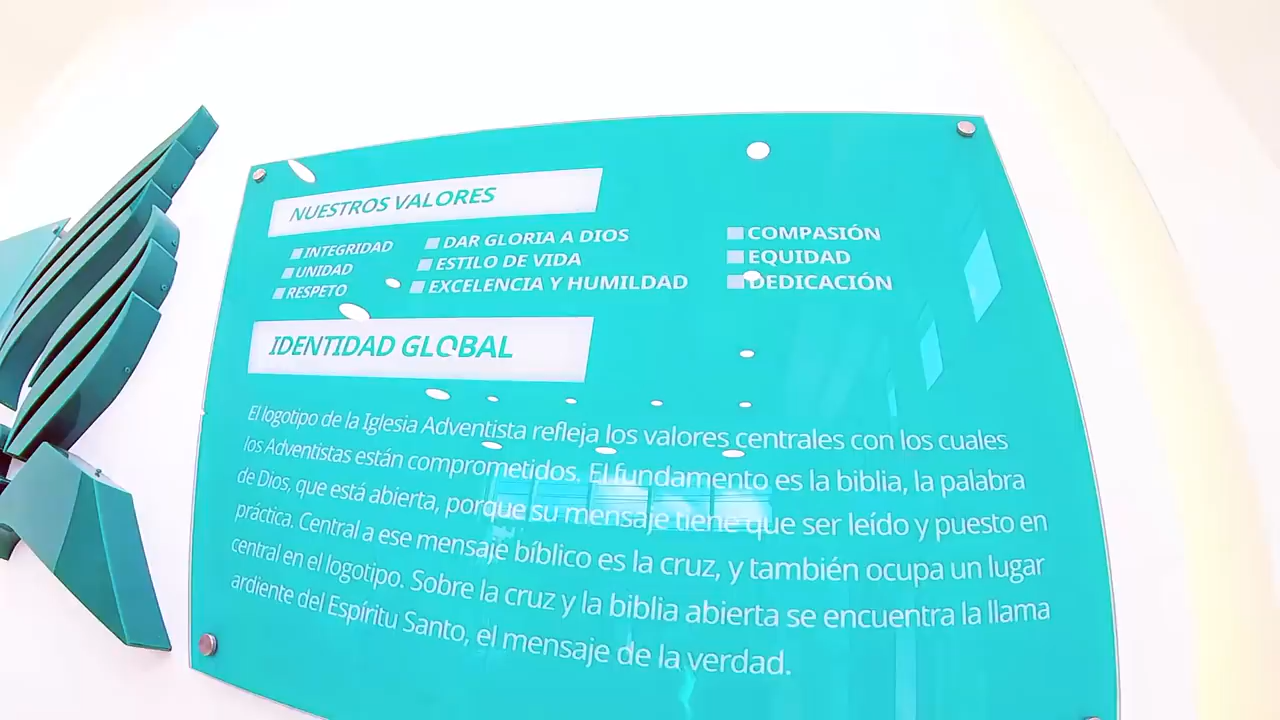 NUESTROS VALORES
INTEGRIDAD
UNIDAD
RESPETO
DAR GLORIA A DIOS
ESTILO DE VIDA
EXCELENCIA Y HUMILDAD
COMPASIÓN
EQUIDAD
DEDICACIÓN
IDENTIDAD GLOBAL
El logotipo de la Iglesia Adventista refleja los valores centrales con los cuales
los Adventistas están comprometidos. El fundamento es la biblia, la palabra
de Dios, que está abierta, porque su mensaje tiene que ser leído y puesto en
práctica. Central a ese mensaje bíblico es la cruz, y también ocupa un lugar
central en el logotipo. Sobre la cruz y la biblia abierta se encuentra la llama
ardiente del Espíritu Santo, el mensaje de la verdad.